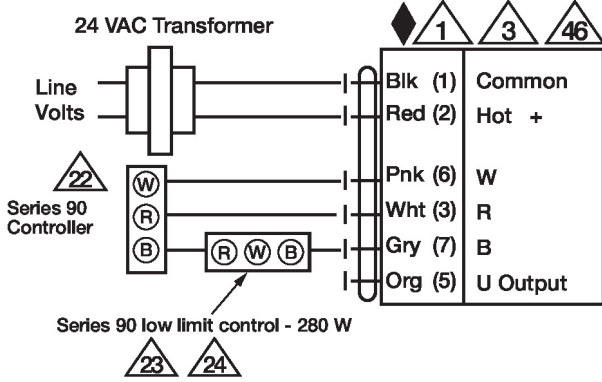 24 VAC Transformer
1 3 46
Line
Volts
Blk (1) Common
Red (2) Hot +
22
Series 90
Controller
W
R
B
R W B
Pnk (6) W
Wht (3) R
Gry (7) B
Org (5) U Output
Series 90 low limit control - 280 W
23 24